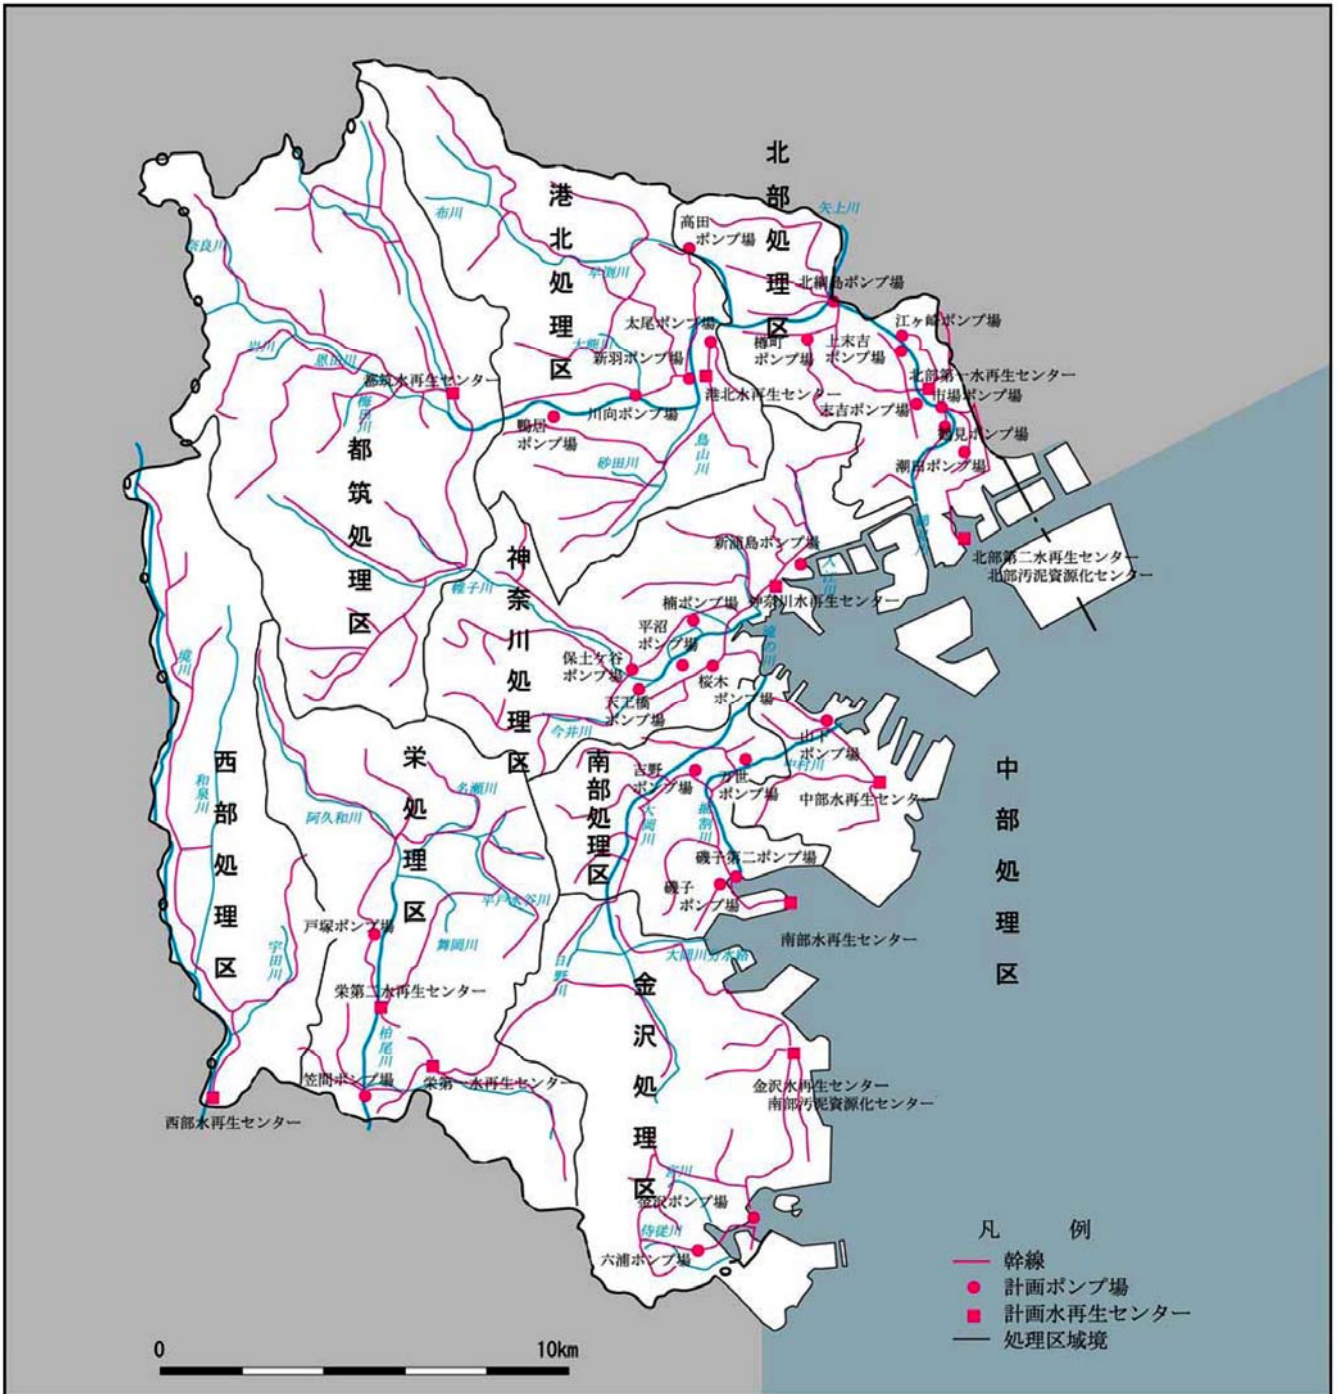 北部処理区
港北処理区
矢上川
布川
高田
ポンプ場
奈良川
早渕川
北綱島ポンプ場
江ヶ崎ポンプ場
太尾ポンプ場
樽町
ポンプ場
上末吉
ポンプ場
大熊川
新羽ポンプ場
岩川
恩田川
都筑水再生センター
北部第一水再生センター
港北水再生センター
市場ポンプ場
梅田川
川向ポンプ場
末吉ポンプ場
鴨居
ポンプ場
鶴見ポンプ場
鳥山川
砂田川
潮田ポンプ場
都筑処理区
鶴見川
新浦島ポンプ場
入江川
北部第二水再生センター
北部汚泥資源化センター
神奈川処理区
帷子川
神奈川水再生センター
楠ポンプ場
平沼
ポンプ場
滝の川
保土ケ谷
ポンプ場
桜木
ポンプ場
天王橋
ポンプ場
境川
今井川
山下
ポンプ場
西部処理区
栄処理区
南部処理区
中部処理区
吉野
ポンプ場
万世
ポンプ場
中村川
和泉川
名瀬川
中部水再生センター
阿久和川
大岡川
堀割川
磯子第二ポンプ場
磯子
ポンプ場
平戸永谷川
戸塚ポンプ場
舞岡川
南部水再生センター
宇田川
日野川
大岡川分水路
金沢処理区
栄第二水再生センター
柏尾川
笠間ポンプ場
栄第一水再生センター
金沢水再生センター
南部汚泥資源化センター
西部水再生センター
宮川
金沢ポンプ場
侍従川
六浦ポンプ場
凡 例
幹線
計画ポンプ場
計画水再生センター
処理区域境
0 10km